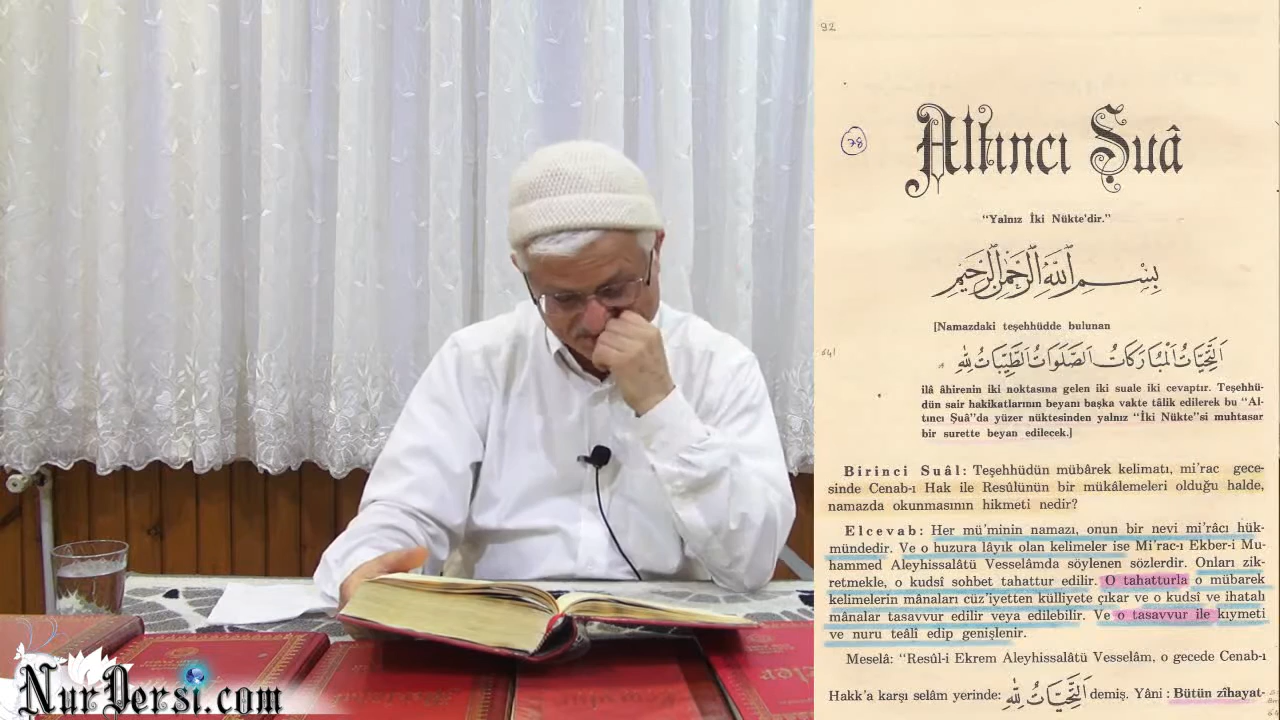 92
78
Altıncı Şuâ
"Yalnız İki Nükte'dir."
بِسْمِ اللّٰهِ الرَّحْمٰنِ الرَّحِيمِ
[Namazdaki teşehhüdde bulunan
اَلتَّحِيَّاتُ الْمُبَارَكَاتُ الصَّلَوَاتُ الطَّيِّبَاتُ لِلّٰهِ
ilâ âhirenin iki noktasına gelen iki suale iki cevaptır. Teşehhü-
dün sair hakikatlarının beyanı başka vakte tâlik edilerek bu "Al-
tıncı Şuâ"da yüzer nüktesinden yalnız "İki Nükte"si muhtasar
bir surette beyan edilecek.]
Birinci Suâl: Teşehhüdün mübârek kelimatı, mi'rac gece-
sinde Cenab-ı Hak ile Resûlünün bir mükâlemeleri olduğu halde,
namazda okunmasının hikmeti nedir?
Elcevab: Her mü'minin namazı, onun bir nevi mi'râcı hük-
mündedir. Ve o huzura lâyık olan kelimeler ise Mi'rac-ı Ekber-i Mu-
hammed Aleyhissalâtü Vesselâmda söylenen sözlerdir. Onları zik-
retmekle, o kudsî sohbet tahattur edilir. O tahatturla o mübarek
kelimelerin mânaları cüz'iyetten külliyete çıkar ve o kudsî ve ihatalı
mânalar tasavvur edilir veya edilebilir. Ve o tasavvur ile kıymeti
ve nuru teâli edip genişlenir.
Meselâ: "Resûl-i Ekrem Aleyhissalâtü Vesselâm, o gecede Cenab-ı
Hakk'a karşı selâm yerinde: اَلتَّحِيَّاتُ لِلّٰهِ demiş. Yâni: Bütün zîhayat-
NurDersi.com